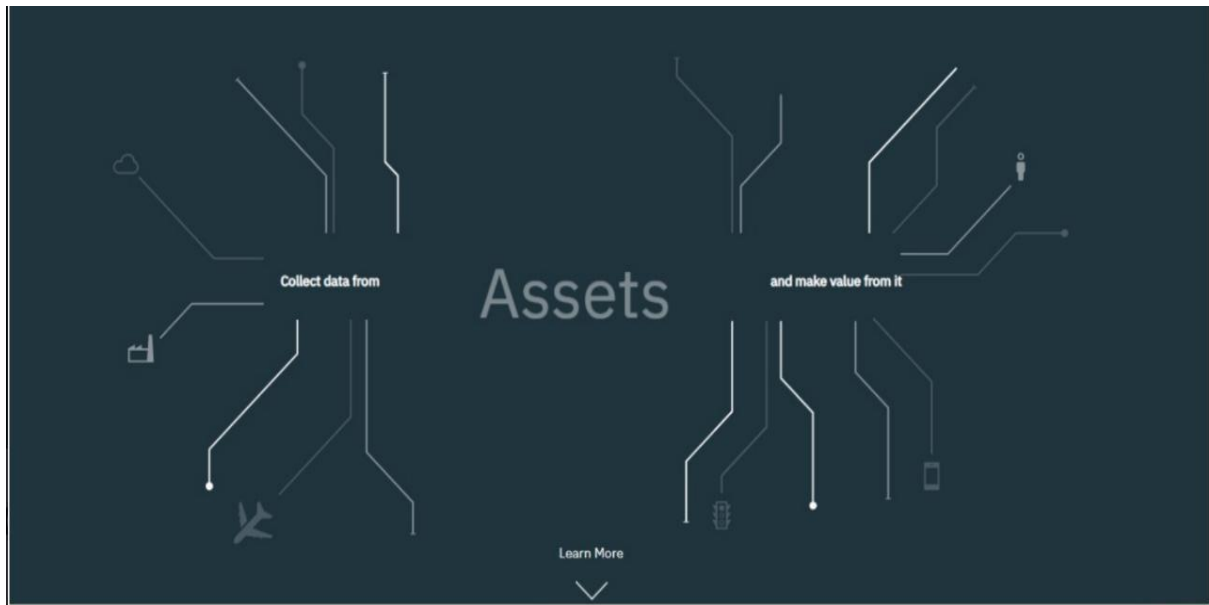 Collect data from
Assets
and make value from it
Learn More